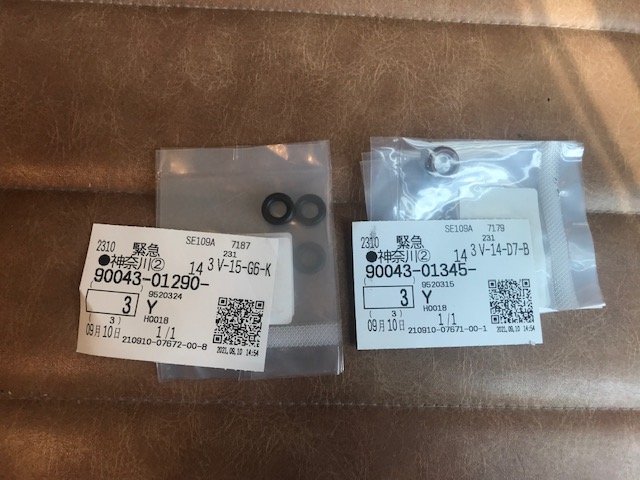 SE109A 7187
2310 緊急 231
●神奈川② 14 3 V-15-G6-K
90043-01290-
3 9520324
Y
(3) H0018
09月10日 1/1
210910-07672-00-8 2021.09.10 14:54
SE109A 7179
2310 緊急 231
●神奈川② 14 3 V-14-D7-B
90043-01345-
3 9520315
Y
(3) H0018
09月10日 1/1
210910-07671-00-1 2021.09.10 14:54